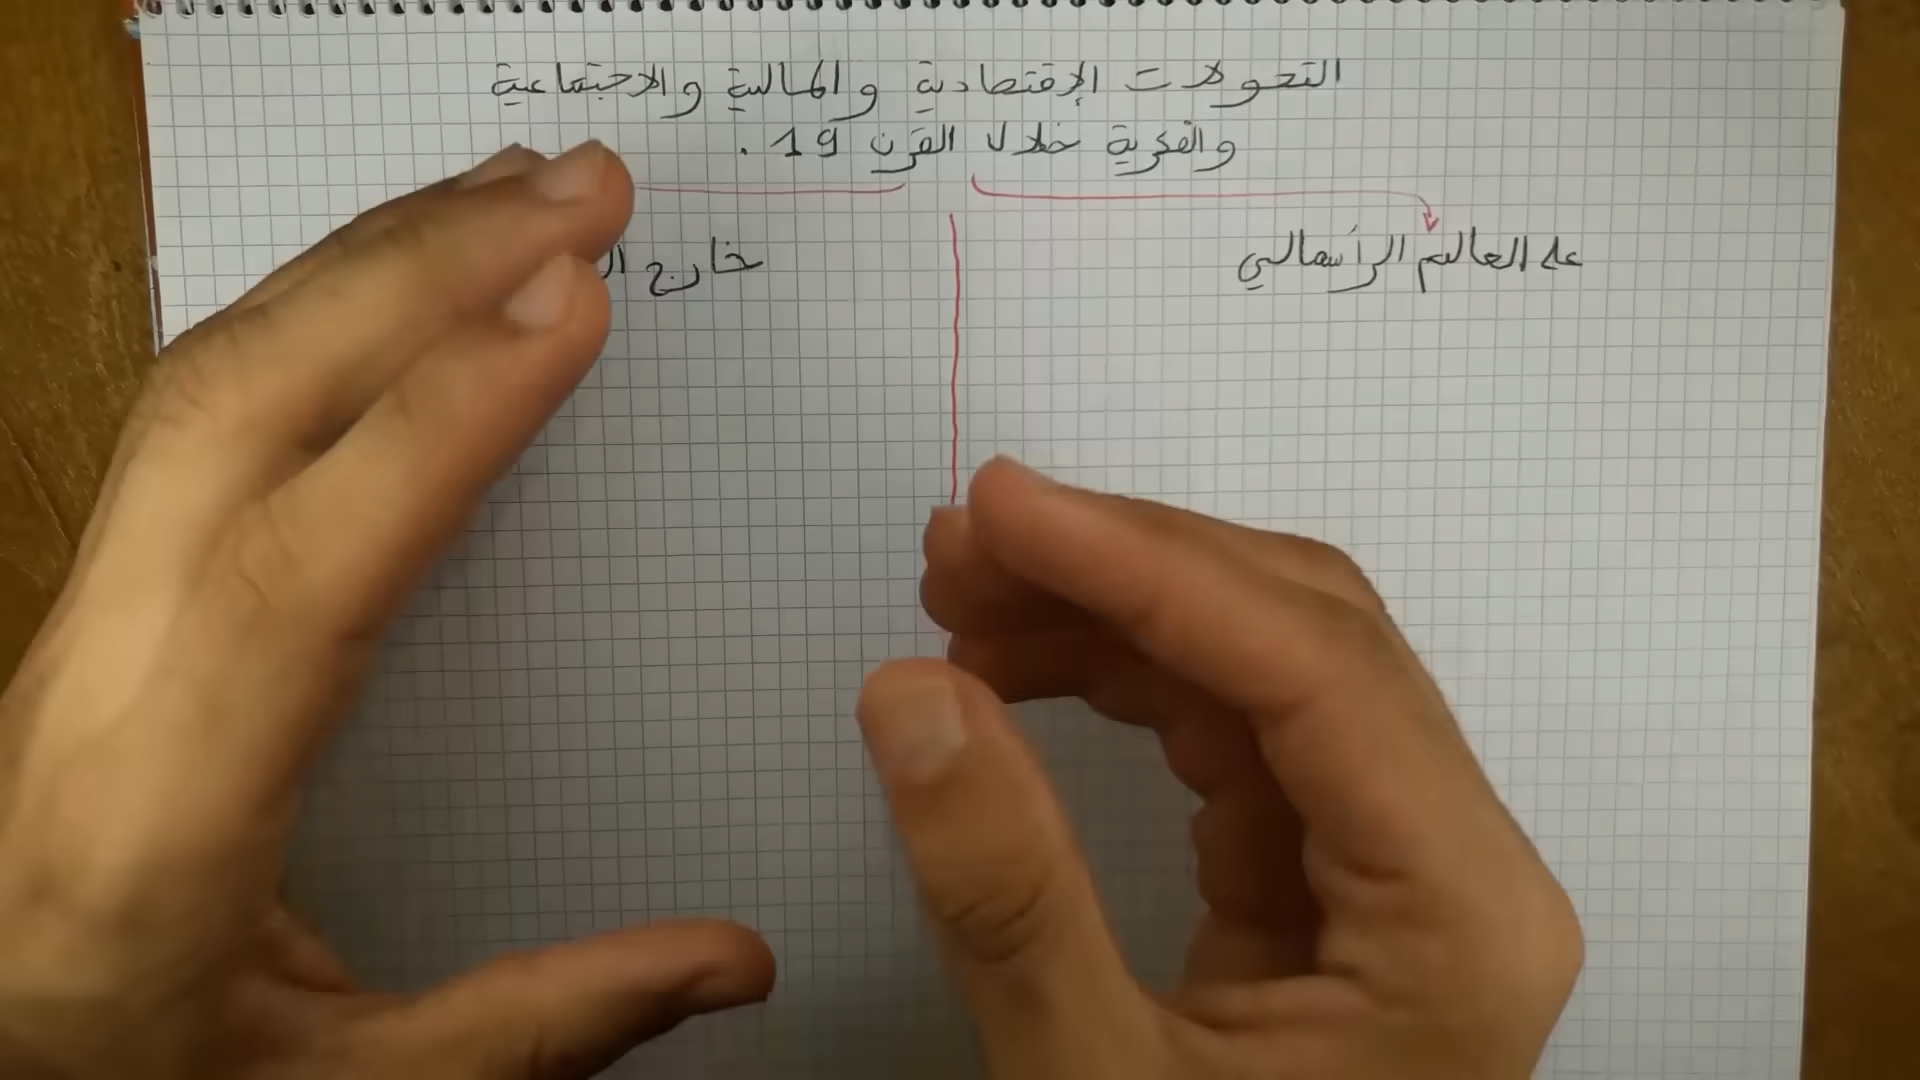 التحولات الإقتصادية والمالية والاجتماعية
والفكرية خلال القرن 19 .
على العالم الرأسمالي
خارج